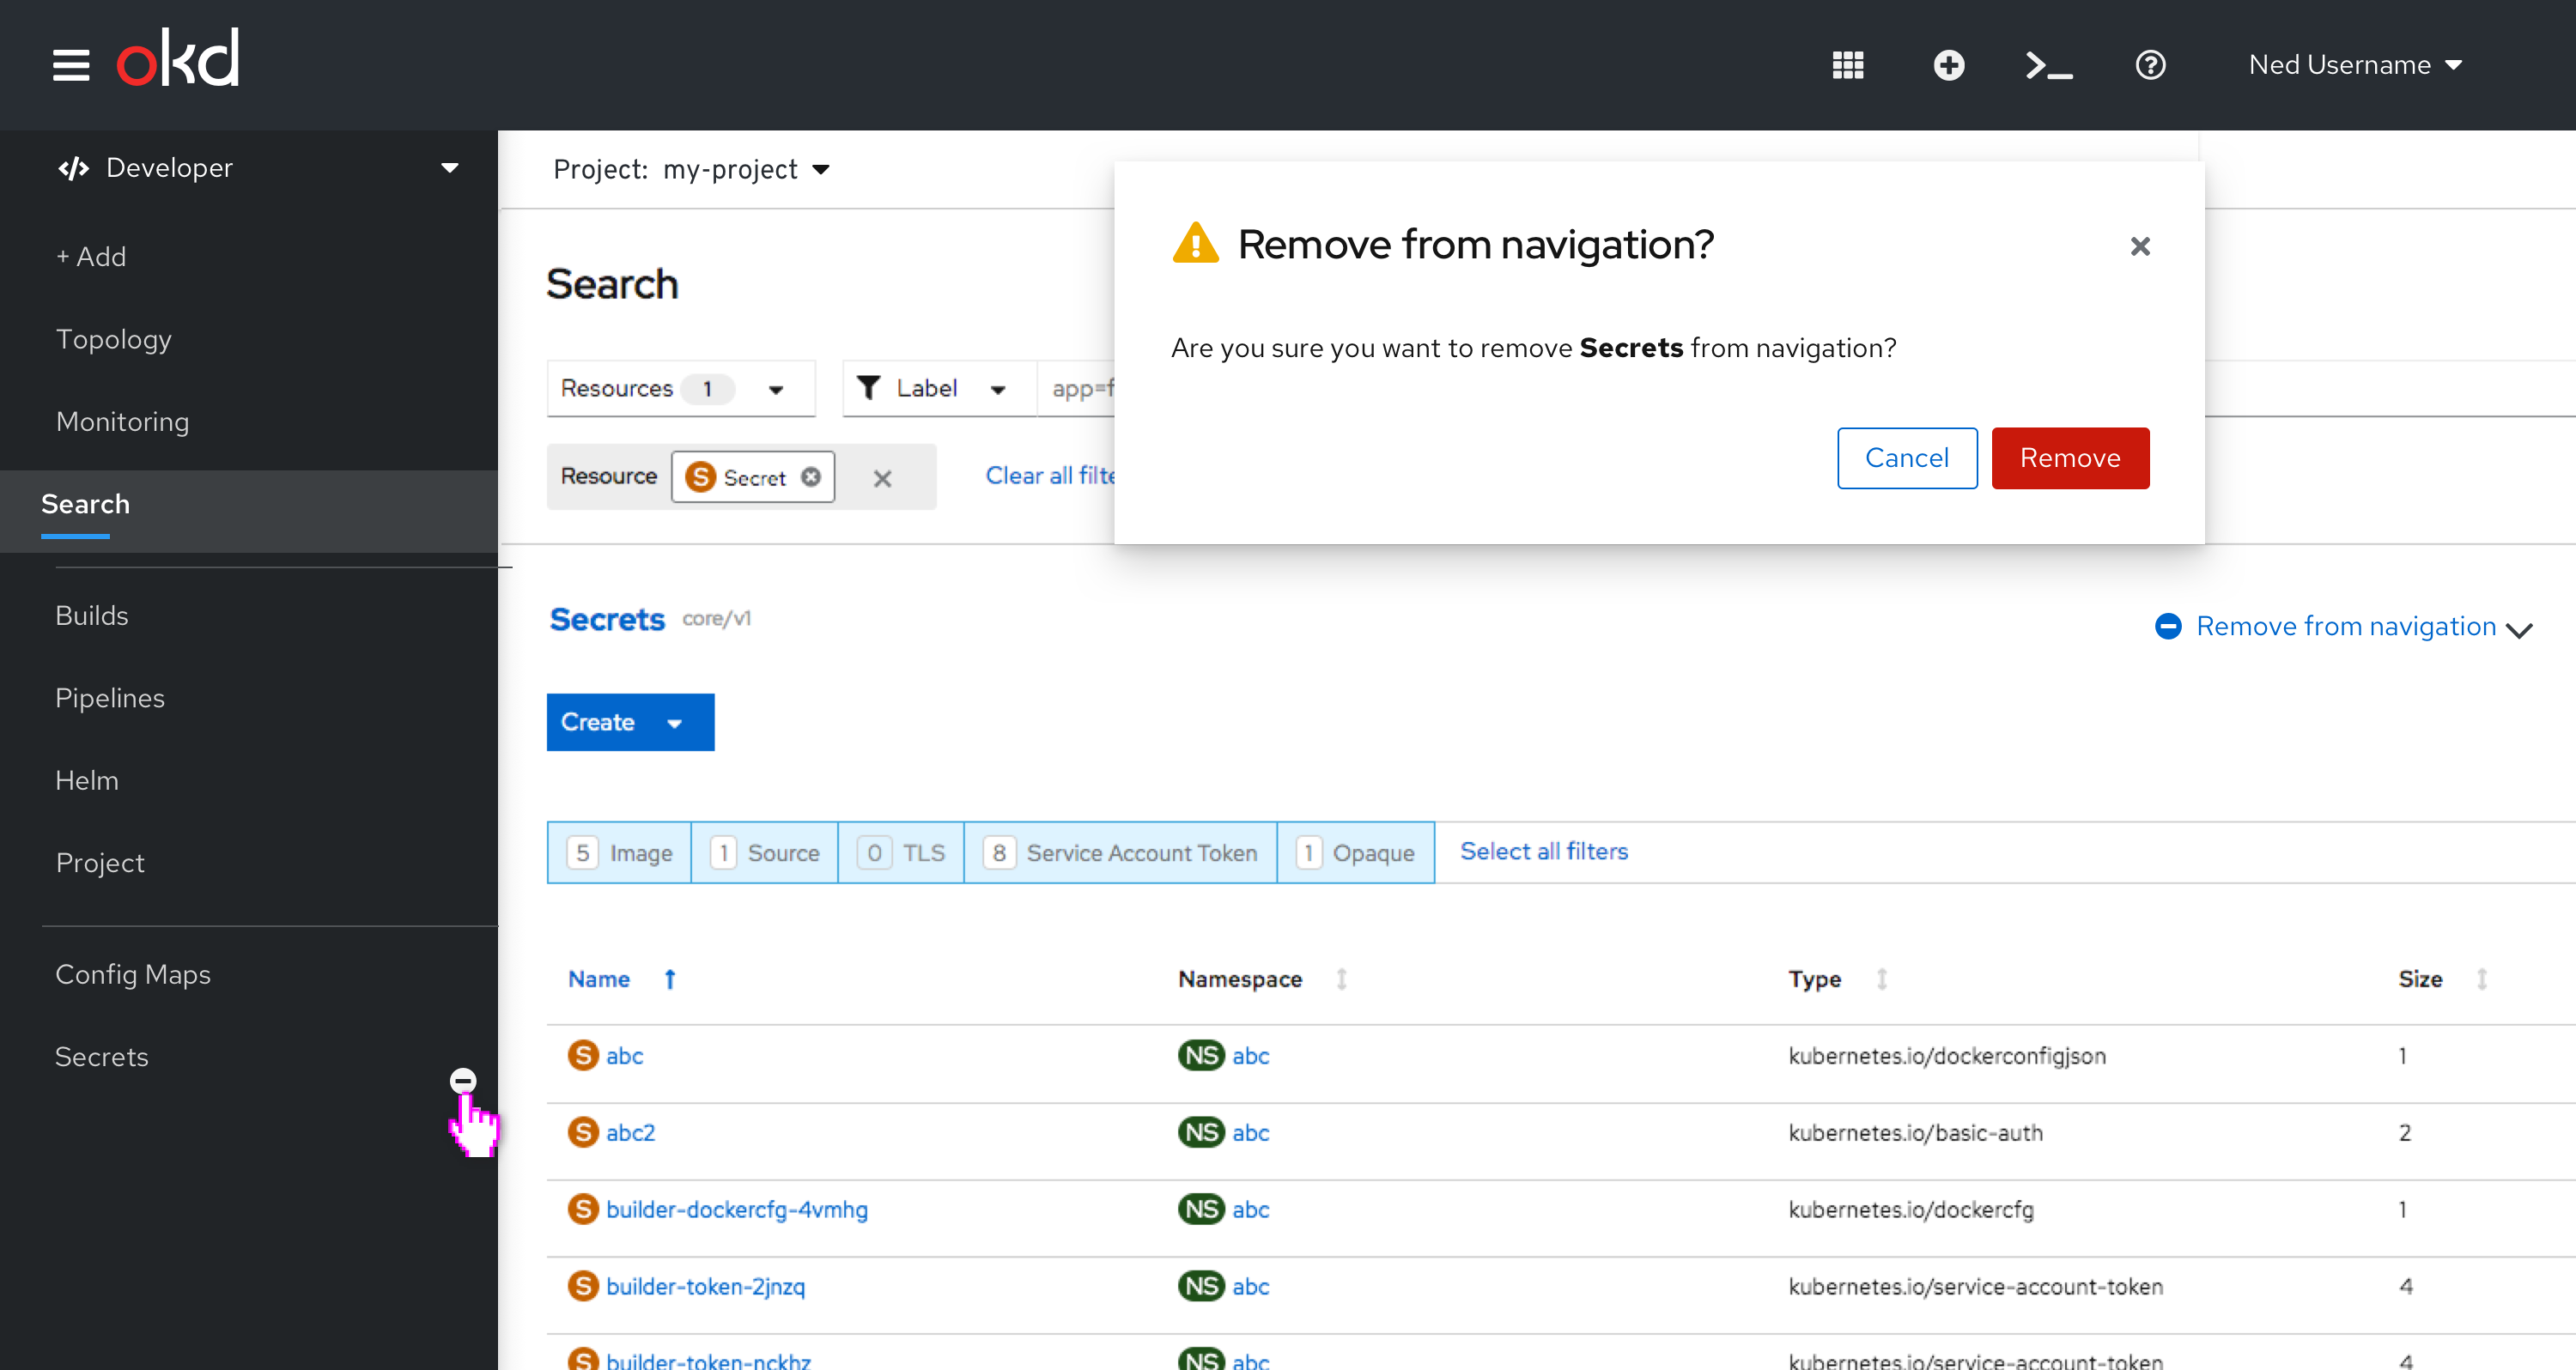 okd
Ned Username
Developer
+ Add
Topology
Monitoring
Search
Builds
Pipelines
Helm
Project
Config Maps
Secrets
Project: my-project
Search
Resources 1
Label
app=f
Resource S Secret
Clear all filte
Remove from navigation?
Are you sure you want to remove Secrets from navigation?
Cancel
Remove
Secrets core/v1
Remove from navigation
Create
5 Image 1 Source 0 TLS 8 Service Account Token 1 Opaque Select all filters
Name Namespace Type Size
S abc NS abc kubernetes.io/dockerconfigjson 1
S abc2 NS abc kubernetes.io/basic-auth 2
S builder-dockercfg-4vmhg NS abc kubernetes.io/dockercfg 1
S builder-token-2jnzq NS abc kubernetes.io/service-account-token 4
S builder-token-nckhz NS abc kubernetes.io/service-account-token 4